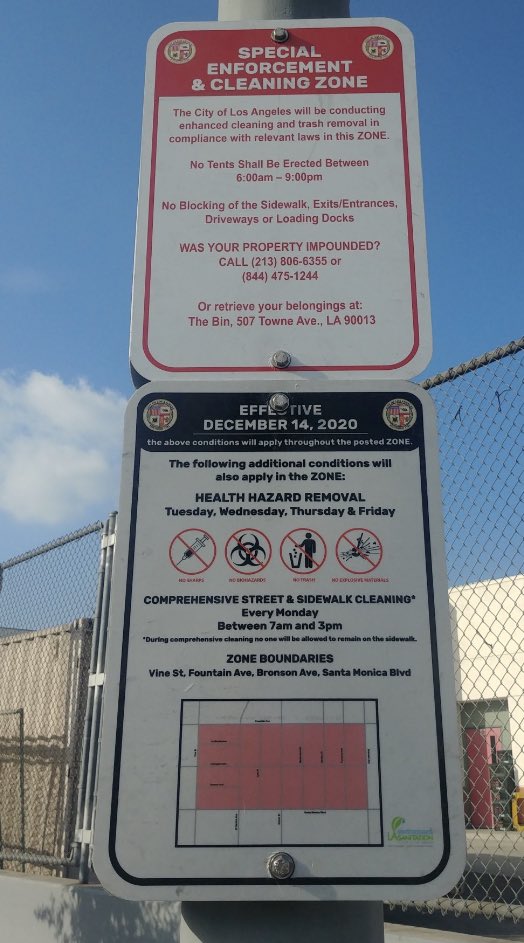 SPECIAL
ENFORCEMENT
& CLEANING ZONE
The City of Los Angeles will be conducting
enhanced cleaning and trash removal in
compliance with relevant laws in this ZONE.
No Tents Shall Be Erected Between
6:00am – 9:00pm
No Blocking of the Sidewalk, Exits/Entrances,
Driveways or Loading Docks
WAS YOUR PROPERTY IMPOUNDED?
CALL (213) 806-6355 or
(844) 475-1244
Or retrieve your belongings at:
The Bin, 507 Towne Ave., LA 90013
EFFECTIVE
DECEMBER 14, 2020
the above conditions will apply throughout the posted ZONE.
The following additional conditions will
also apply in the ZONE:
HEALTH HAZARD REMOVAL
Tuesday, Wednesday, Thursday & Friday
NO SHARPS NO BIOHAZARDS NO TRASH NO EXPLOSIVE MATERIALS
COMPREHENSIVE STREET & SIDEWALK CLEANING*
Every Monday
Between 7am and 3pm
*During comprehensive cleaning no one will be allowed to remain on the sidewalk.
ZONE BOUNDARIES
Vine St, Fountain Ave, Bronson Ave, Santa Monica Blvd
Fountain Ave
Santa Monica Blvd
LA SANITATION